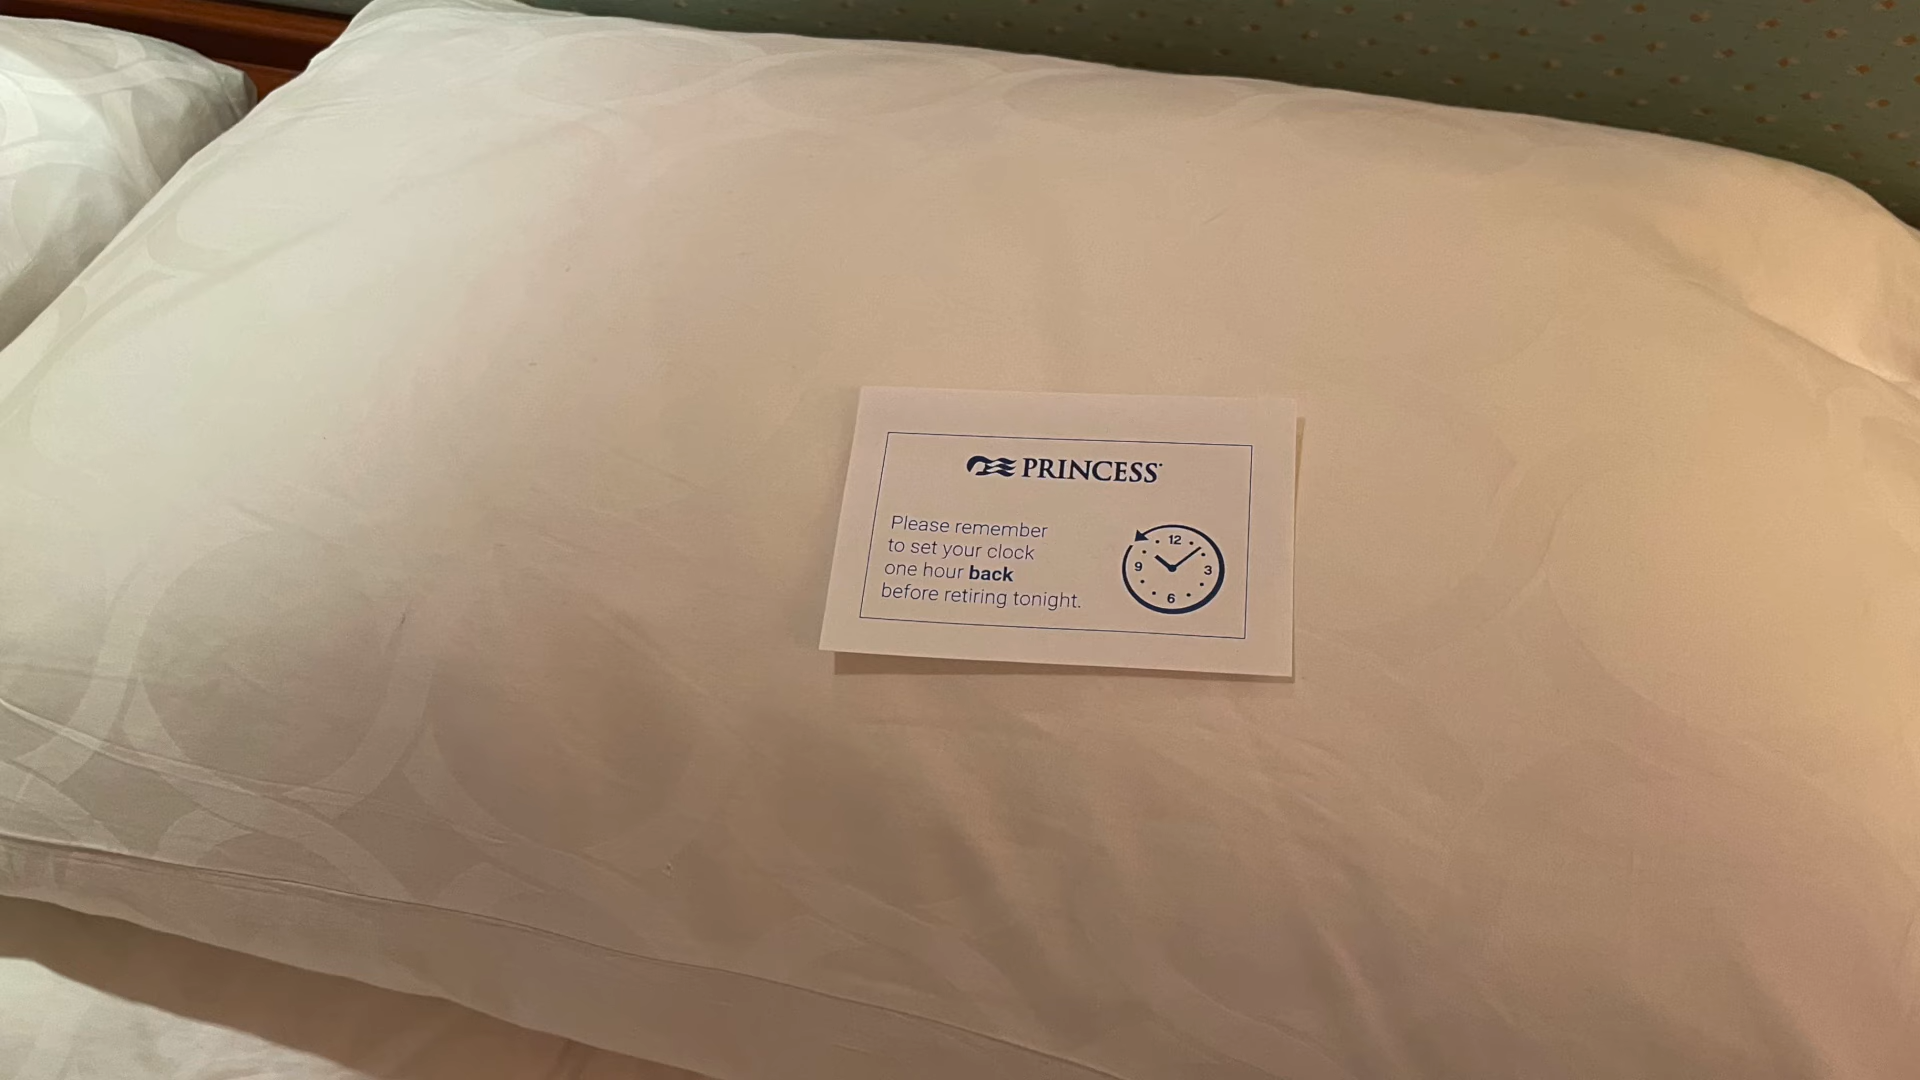 PRINCESS
Please remember
to set your clock
one hour back
before retiring tonight.
12
9
3
6